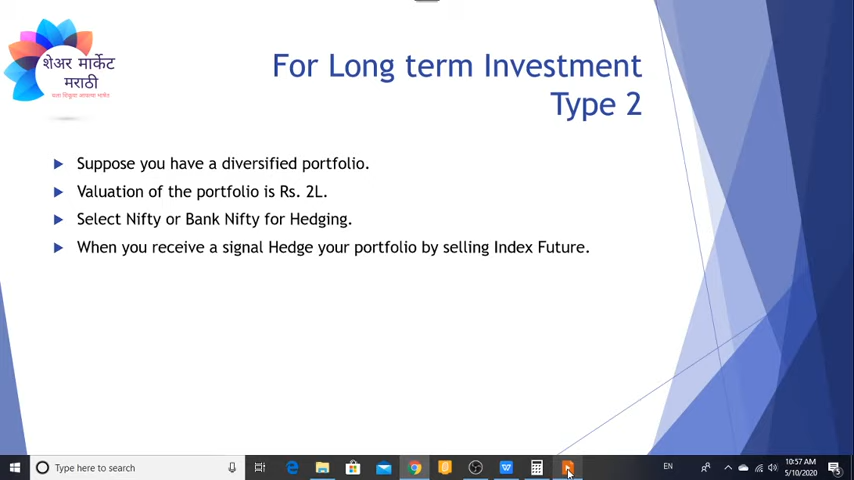 शेअर मार्केट
मराठी
For Long term Investment
Type 2
Suppose you have a diversified portfolio.
Valuation of the portfolio is Rs. 2L.
Select Nifty or Bank Nifty for Hedging.
When you receive a signal Hedge your portfolio by selling Index Future.
Type here to search
EN
10:57 AM
5/10/2020